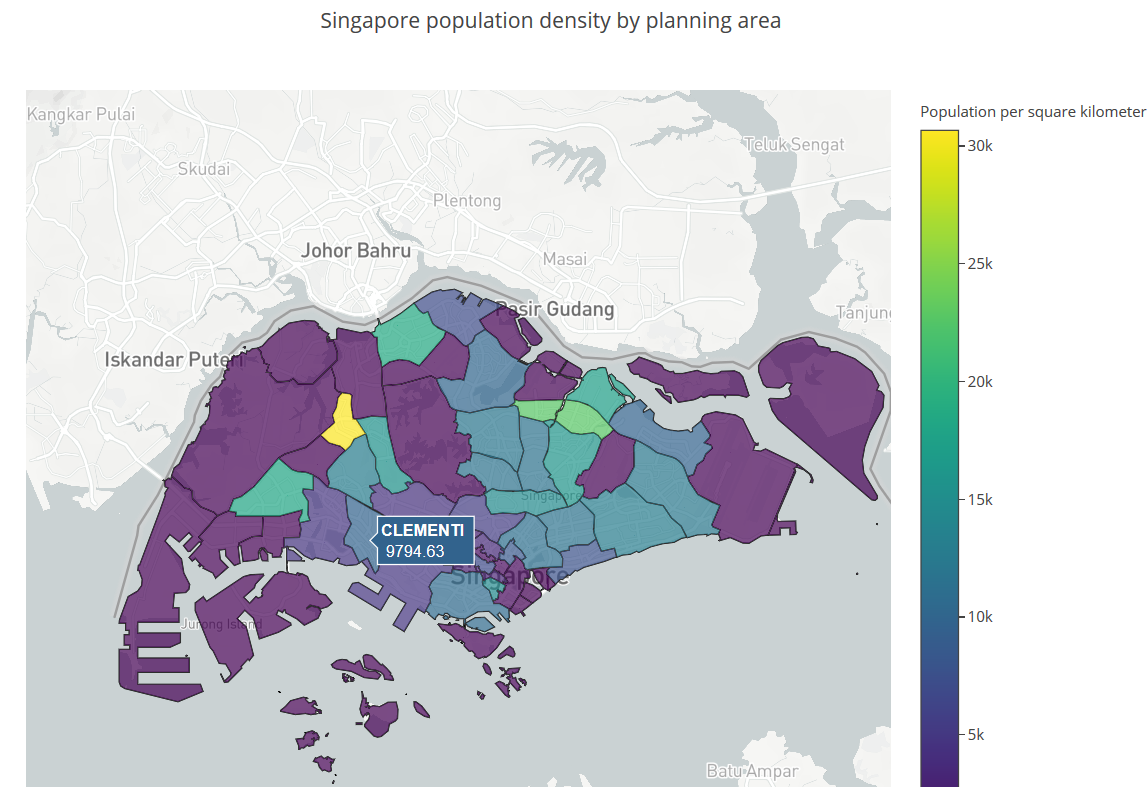 Singapore population density by planning area
Population per square kilometer
Kangkar Pulai
Teluk Sengat
30k
Skudai
Plentong
Johor Bahru
Masai
25k
Pasir Gudang
Tanjung
Iskandar Puteri
20k
Singapore
15k
CLEMENTI
9794.63
Singapore
10k
Jurong Island
5k
Batu Ampar